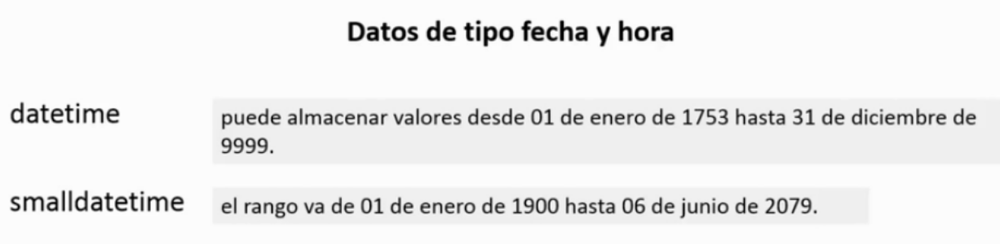 Datos de tipo fecha y hora
datetime
puede almacenar valores desde 01 de enero de 1753 hasta 31 de diciembre de
9999.
smalldatetime
el rango va de 01 de enero de 1900 hasta 06 de junio de 2079.